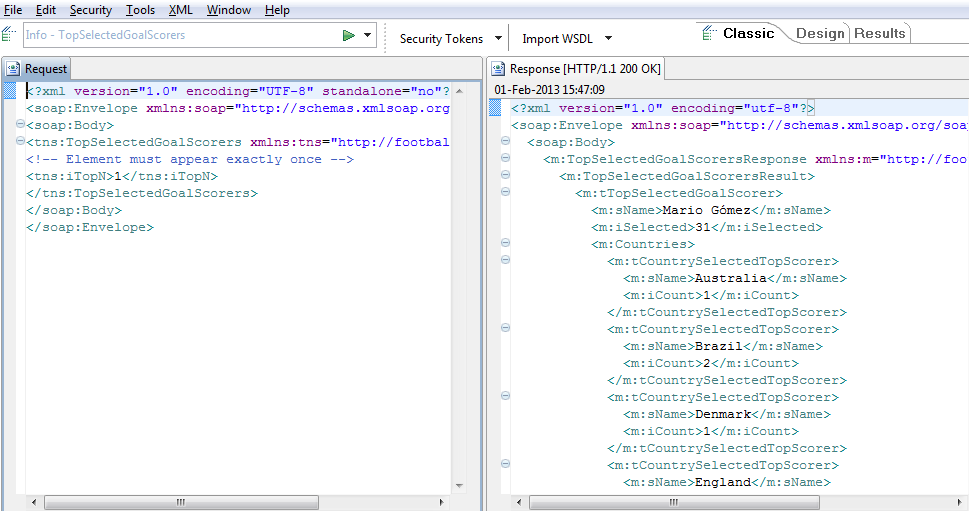 File Edit Security Tools XML Window Help
Info - TopSelectedGoalScorers
Security Tokens
Import WSDL
Classic Design Results
Request
<?xml version="1.0" encoding="UTF-8" standalone="no"?
<soap:Envelope xmlns:soap="http://schemas.xmlsoap.org
<soap:Body>
<tns:TopSelectedGoalScorers xmlns:tns="http://footbal
<!-- Element must appear exactly once -->
<tns:iTopN>1</tns:iTopN>
</tns:TopSelectedGoalScorers>
</soap:Body>
</soap:Envelope>
Response [HTTP/1.1 200 OK]
01-Feb-2013 15:47:09
<?xml version="1.0" encoding="utf-8"?>
<soap:Envelope xmlns:soap="http://schemas.xmlsoap.org/soa
<soap:Body>
<m:TopSelectedGoalScorersResponse xmlns:m="http://foo
<m:TopSelectedGoalScorersResult>
<m:tTopSelectedGoalScorer>
<m:sName>Mario Gómez</m:sName>
<m:iSelected>31</m:iSelected>
<m:Countries>
<m:tCountrySelectedTopScorer>
<m:sName>Australia</m:sName>
<m:iCount>1</m:iCount>
</m:tCountrySelectedTopScorer>
<m:tCountrySelectedTopScorer>
<m:sName>Brazil</m:sName>
<m:iCount>2</m:iCount>
</m:tCountrySelectedTopScorer>
<m:tCountrySelectedTopScorer>
<m:sName>Denmark</m:sName>
<m:iCount>1</m:iCount>
</m:tCountrySelectedTopScorer>
<m:tCountrySelectedTopScorer>
<m:sName>England</m:sName>